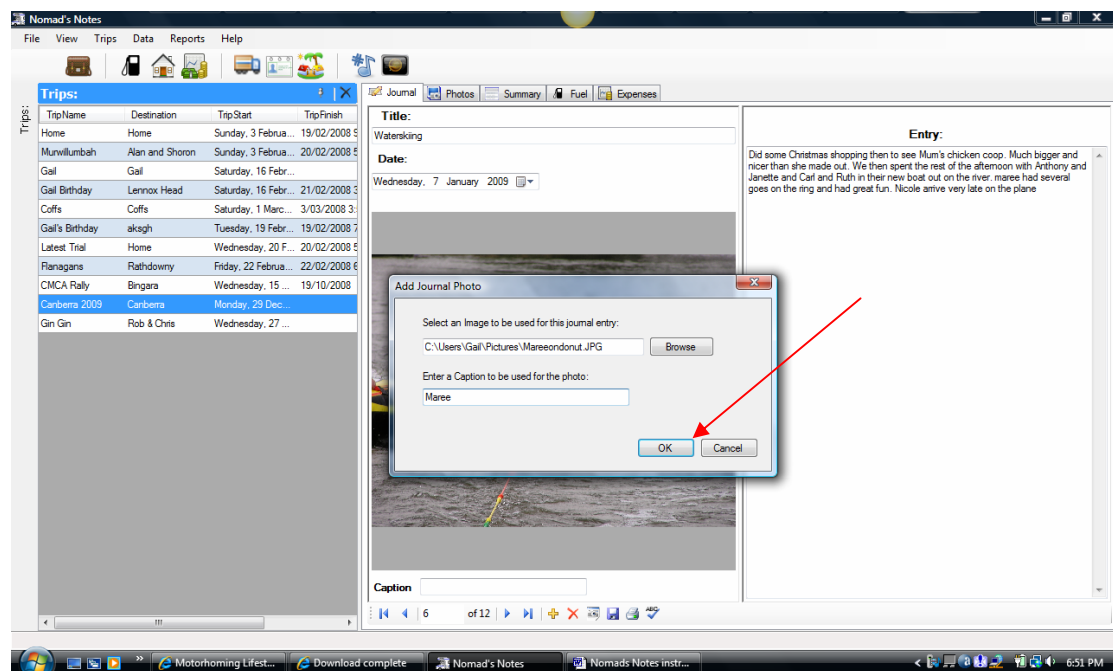 Nomad's Notes
File View Trips Data Reports Help
Trips:
Trips:
TripName Destination TripStart TripFinish
Home Home Sunday, 3 Februa... 19/02/2008 5
Murwillumbah Alan and Shoron Sunday, 3 Februa... 20/02/2008 5
Gail Gail Saturday, 16 Febr...
Gail Birthday Lennox Head Saturday, 16 Febr... 21/02/2008 3
Coffs Coffs Saturday, 1 Marc... 3/03/2008 3:
Gail's Birthday aksgh Tuesday, 19 Febr... 19/02/2008 7
Latest Trial Home Wednesday, 20 F... 20/02/2008 5
Flanagans Rathdowny Friday, 22 Februa... 22/02/2008 6
CMCA Rally Bingara Wednesday, 15 ... 19/10/2008
Canberra 2009 Canberra Monday, 29 Dec...
Gin Gin Rob & Chris Wednesday, 27 ...
Journal Photos Summary Fuel Expenses
Title:
Waterskiing
Date:
Wednesday, 7 January 2009
Entry:
Did some Christmas shopping then to see Mum's chicken coop. Much bigger and
nicer than she made out. We then spent the rest of the afternoon with Anthony and
Janette and Carl and Ruth in their new boat out on the river. maree had several
goes on the ring and had great fun. Nicole arrive very late on the plane
Add Journal Photo
Select an Image to be used for this journal entry:
C:\Users\Gail\Pictures\Mareeondonut.JPG Browse
Enter a Caption to be used for the photo:
Maree
OK Cancel
Caption
6 of 12
ABC
Motorhoming Lifest... Download complete Nomad's Notes Nomads Notes instr... 6:51 PM